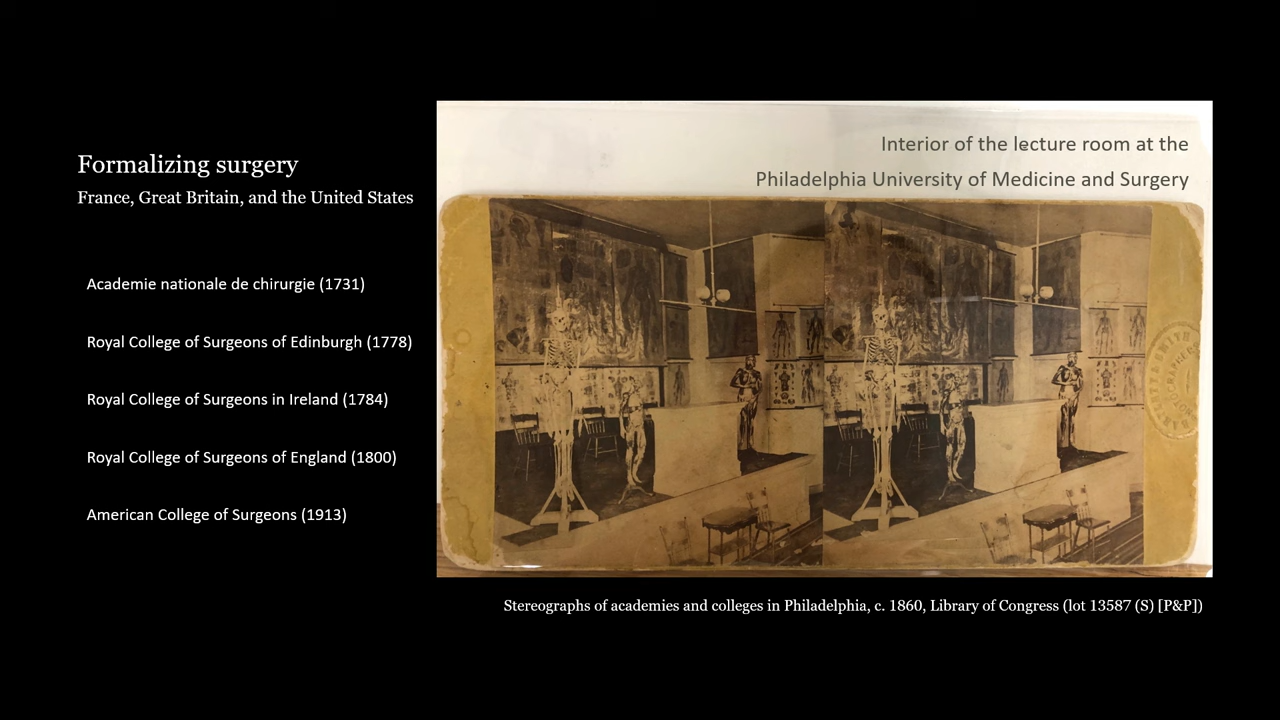 Formalizing surgery
France, Great Britain, and the United States
Academie nationale de chirurgie (1731)
Royal College of Surgeons of Edinburgh (1778)
Royal College of Surgeons in Ireland (1784)
Royal College of Surgeons of England (1800)
American College of Surgeons (1913)
Interior of the lecture room at the
Philadelphia University of Medicine and Surgery
Stereographs of academies and colleges in Philadelphia, c. 1860, Library of Congress (lot 13587 (S) [P&P])